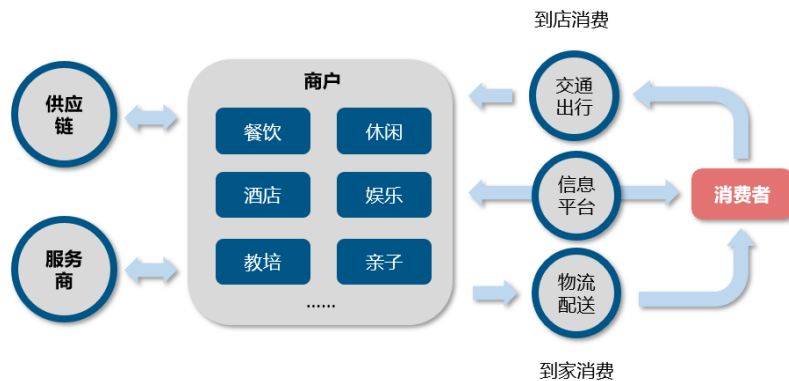 到店消费
供应
链
商户
交通
出行
餐饮
休闲
信息
平台
酒店
娱乐
消费者
服务
商
教培
亲子
物流
配送
......
到家消费